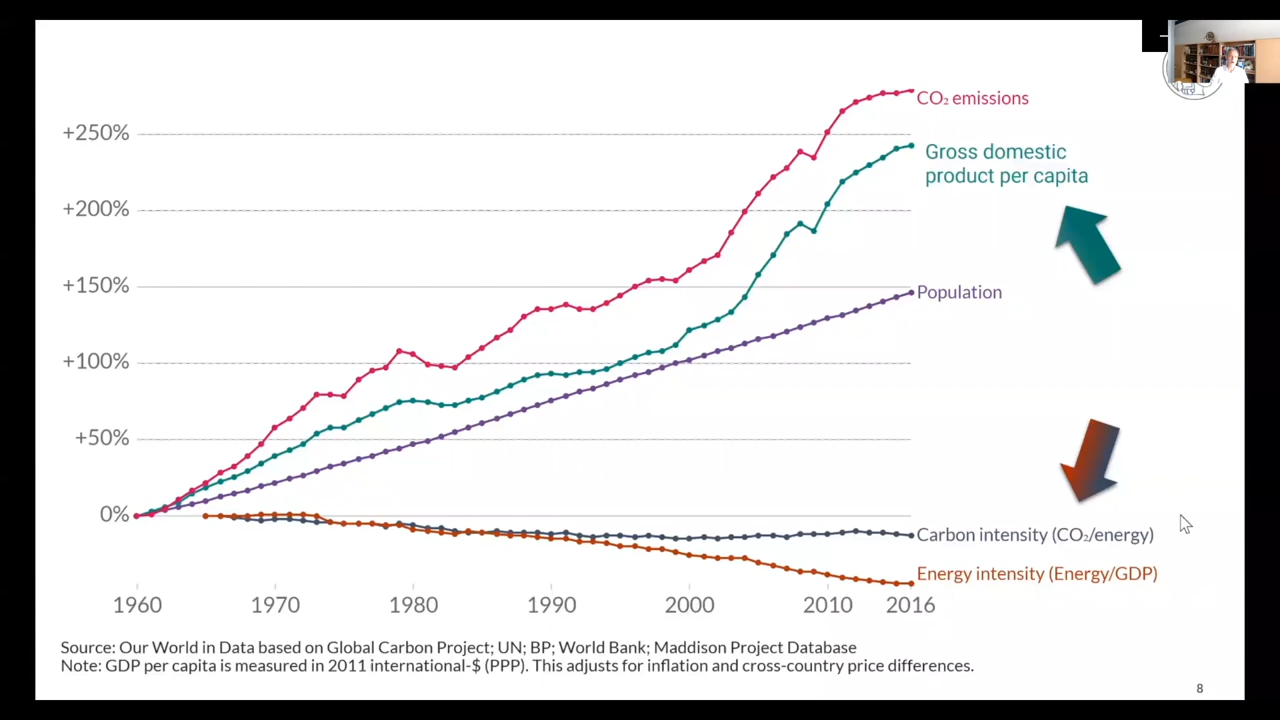 CO₂ emissions
+250%
Gross domestic
product per capita
+200%
+150%
Population
+100%
+50%
0%
Carbon intensity (CO₂/energy)
Energy intensity (Energy/GDP)
1960 1970 1980 1990 2000 2010 2016
Source: Our World in Data based on Global Carbon Project; UN; BP; World Bank; Maddison Project Database
Note: GDP per capita is measured in 2011 international-$ (PPP). This adjusts for inflation and cross-country price differences.
8